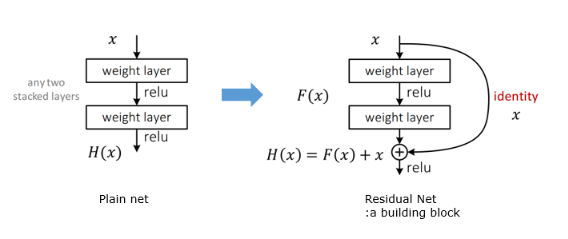 x
weight layer
any two
stacked layers
relu
weight layer
relu
H(x)
Plain net
x
weight layer
F(x)
relu
weight layer
identity
x
H(x) = F(x) + x
relu
Residual Net
:a building block